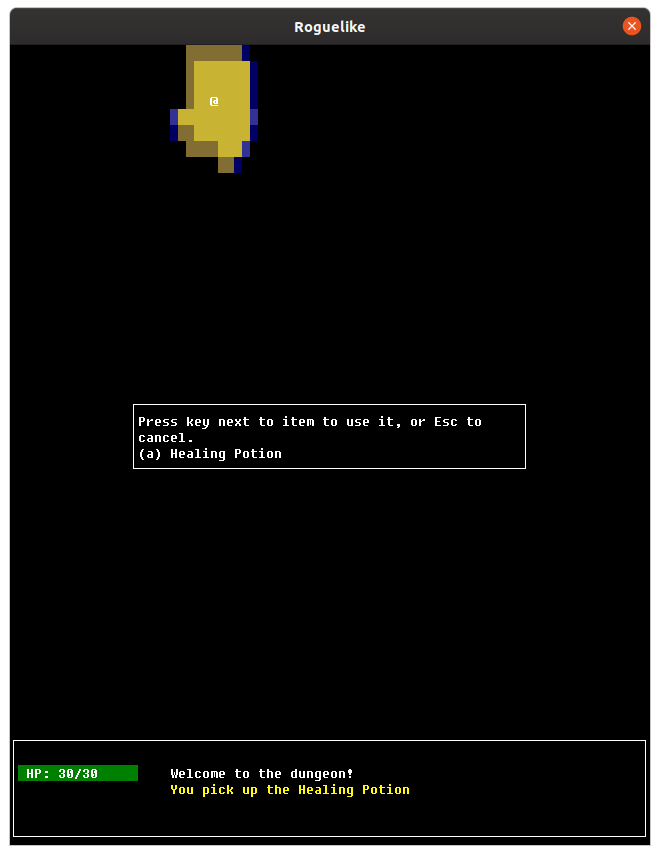 Roguelike
@
Press key next to item to use it, or Esc to
cancel.
(a) Healing Potion
HP: 30/30
Welcome to the dungeon!
You pick up the Healing Potion